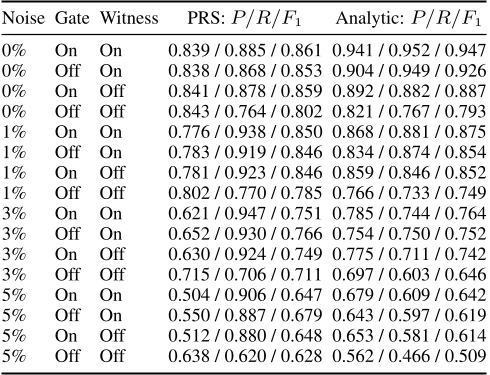 Noise Gate Witness PRS: P/R/F1 Analytic: P/R/F1
0% On On 0.839 / 0.885 / 0.861 0.941 / 0.952 / 0.947
0% Off On 0.838 / 0.868 / 0.853 0.904 / 0.949 / 0.926
0% On Off 0.841 / 0.878 / 0.859 0.892 / 0.882 / 0.887
0% Off Off 0.843 / 0.764 / 0.802 0.821 / 0.767 / 0.793
1% On On 0.776 / 0.938 / 0.850 0.868 / 0.881 / 0.875
1% Off On 0.783 / 0.919 / 0.846 0.834 / 0.874 / 0.854
1% On Off 0.781 / 0.923 / 0.846 0.859 / 0.846 / 0.852
1% Off Off 0.802 / 0.770 / 0.785 0.766 / 0.733 / 0.749
3% On On 0.621 / 0.947 / 0.751 0.785 / 0.744 / 0.764
3% Off On 0.652 / 0.930 / 0.766 0.754 / 0.750 / 0.752
3% On Off 0.630 / 0.924 / 0.749 0.775 / 0.711 / 0.742
3% Off Off 0.715 / 0.706 / 0.711 0.697 / 0.603 / 0.646
5% On On 0.504 / 0.906 / 0.647 0.679 / 0.609 / 0.642
5% Off On 0.550 / 0.887 / 0.679 0.643 / 0.597 / 0.619
5% On Off 0.512 / 0.880 / 0.648 0.653 / 0.581 / 0.614
5% Off Off 0.638 / 0.620 / 0.628 0.562 / 0.466 / 0.509